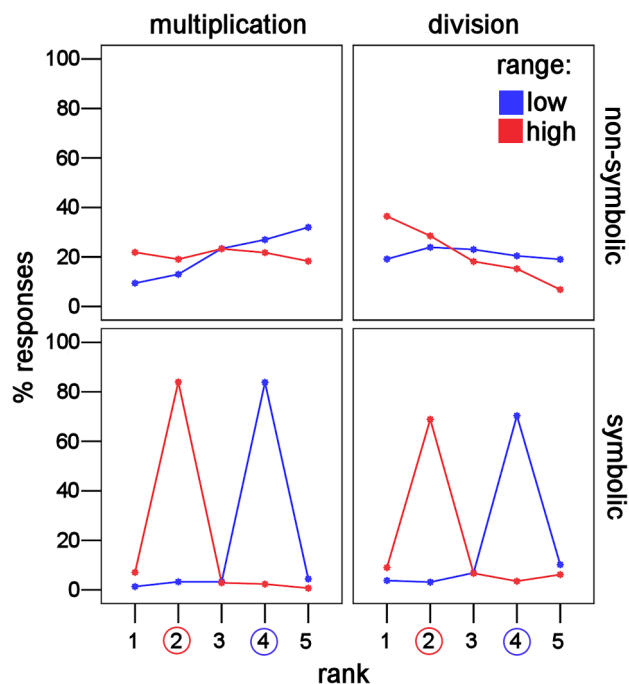 multiplication division
range:
low
high
non-symbolic
100
80
60
40
20
0
% responses
100
80
60
40
20
0
symbolic
1 2 3 4 5 1 2 3 4 5
rank